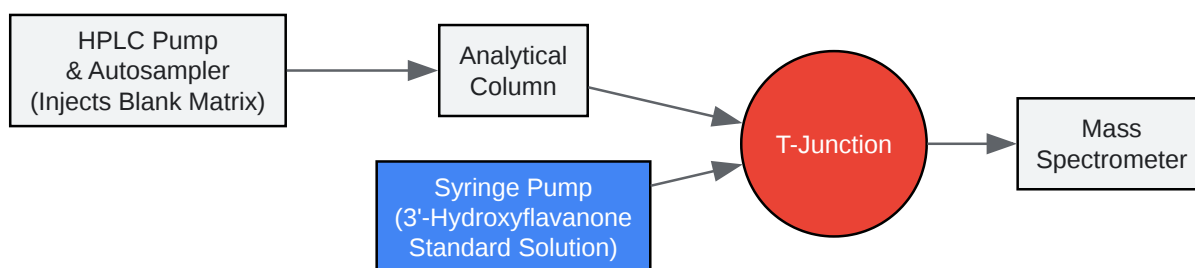 HPLC Pump
& Autosampler
(Injects Blank Matrix)
Analytical
Column
Syringe Pump
(3'-Hydroxyflavanone
Standard Solution)
T-Junction
Mass
Spectrometer